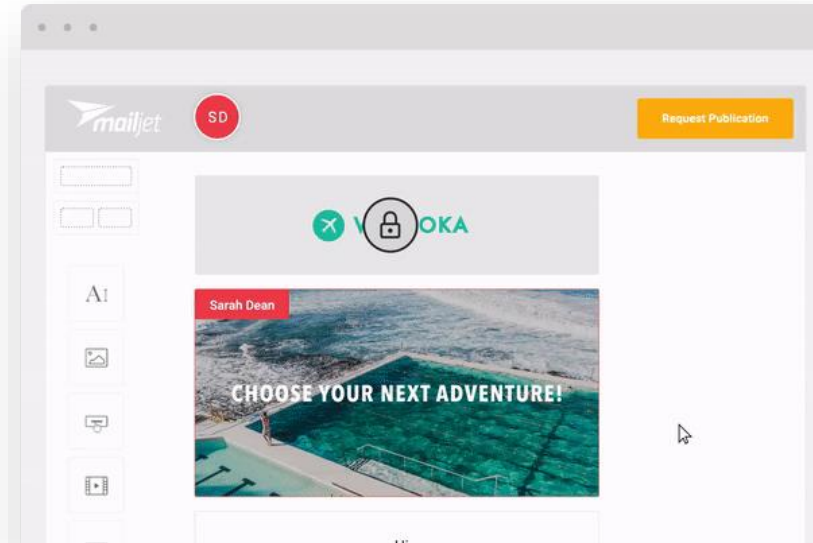 mailjet
SD
Request Publication
OKA
A
Sarah Dean
CHOOSE YOUR NEXT ADVENTURE!